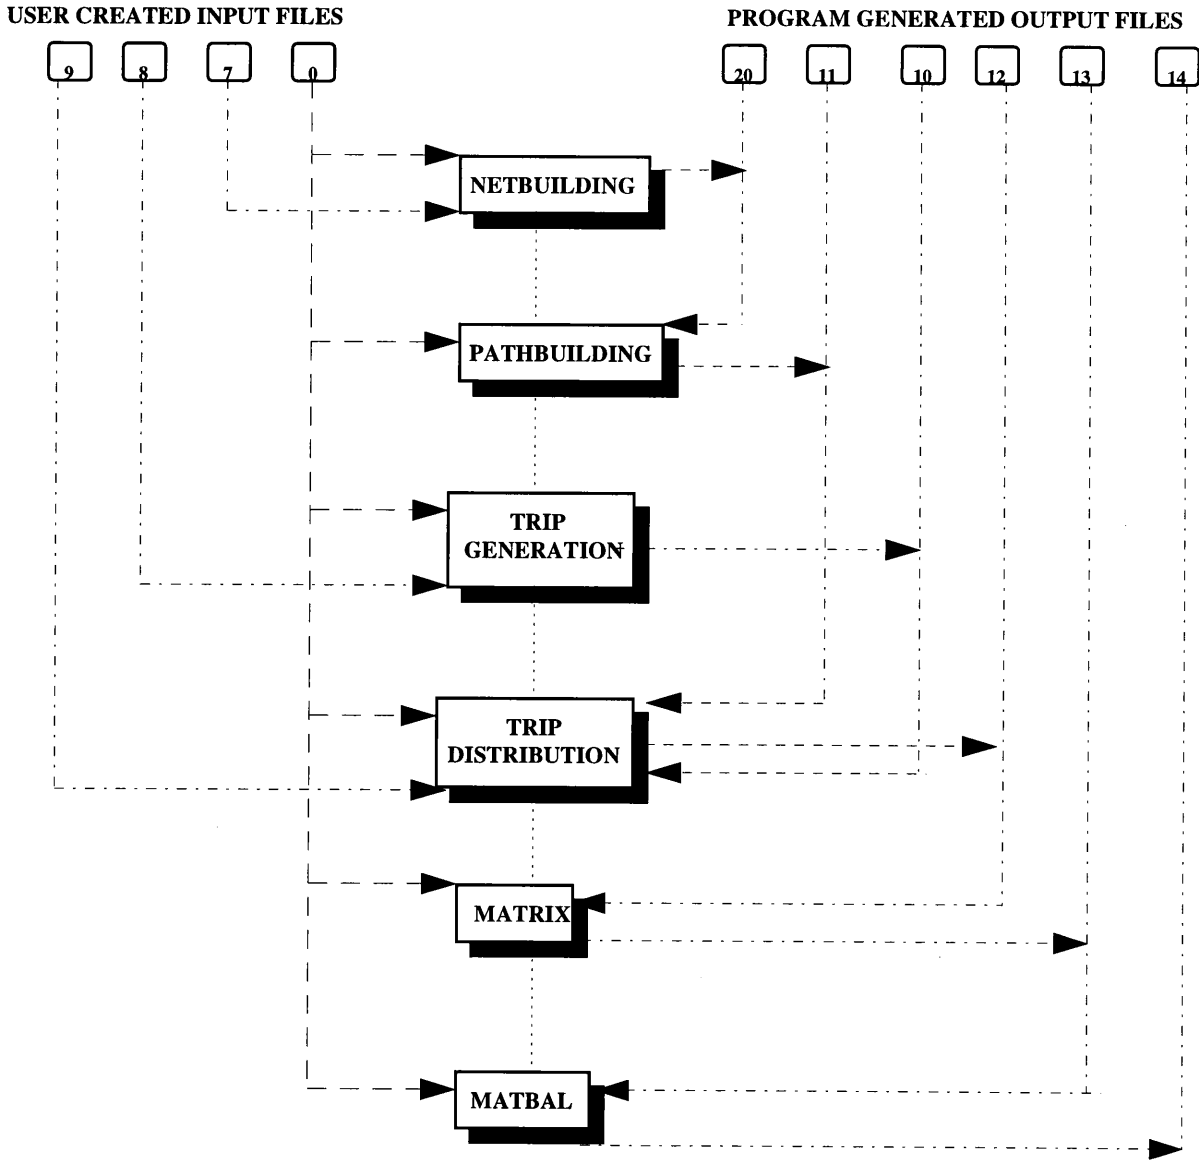 USER CREATED INPUT FILES
PROGRAM GENERATED OUTPUT FILES
9
8
7
0
20
11
10
12
13
14
NETBUILDING
PATHBUILDING
TRIP
GENERATION
TRIP
DISTRIBUTION
MATRIX
MATBAL